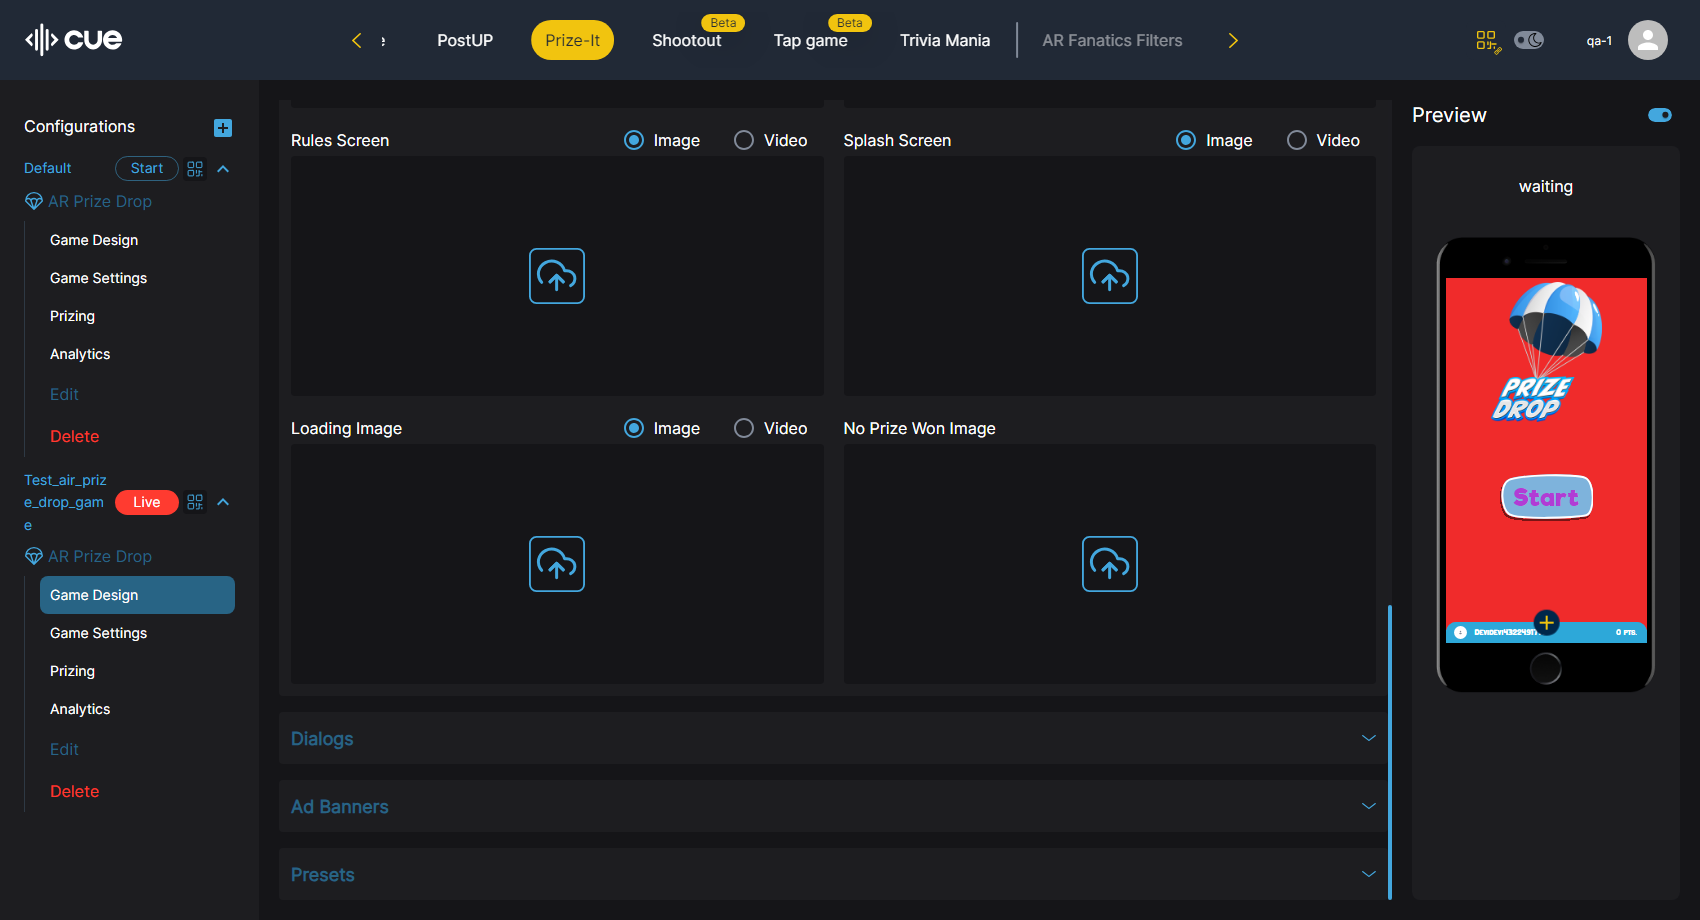 cue
e
PostUP
Prize-It
Beta
Shootout
Beta
Tap game
Trivia Mania
AR Fanatics Filters
qa-1
Configurations
Default
Start
AR Prize Drop
Game Design
Game Settings
Prizing
Analytics
Edit
Delete
Test_air_priz
e_drop_gam
e
Live
AR Prize Drop
Game Design
Game Settings
Prizing
Analytics
Edit
Delete
Rules Screen
Image
Video
Splash Screen
Image
Video
Loading Image
Image
Video
No Prize Won Image
Dialogs
Ad Banners
Presets
Preview
waiting
PRIZE
DROP
Start
0 PTS.